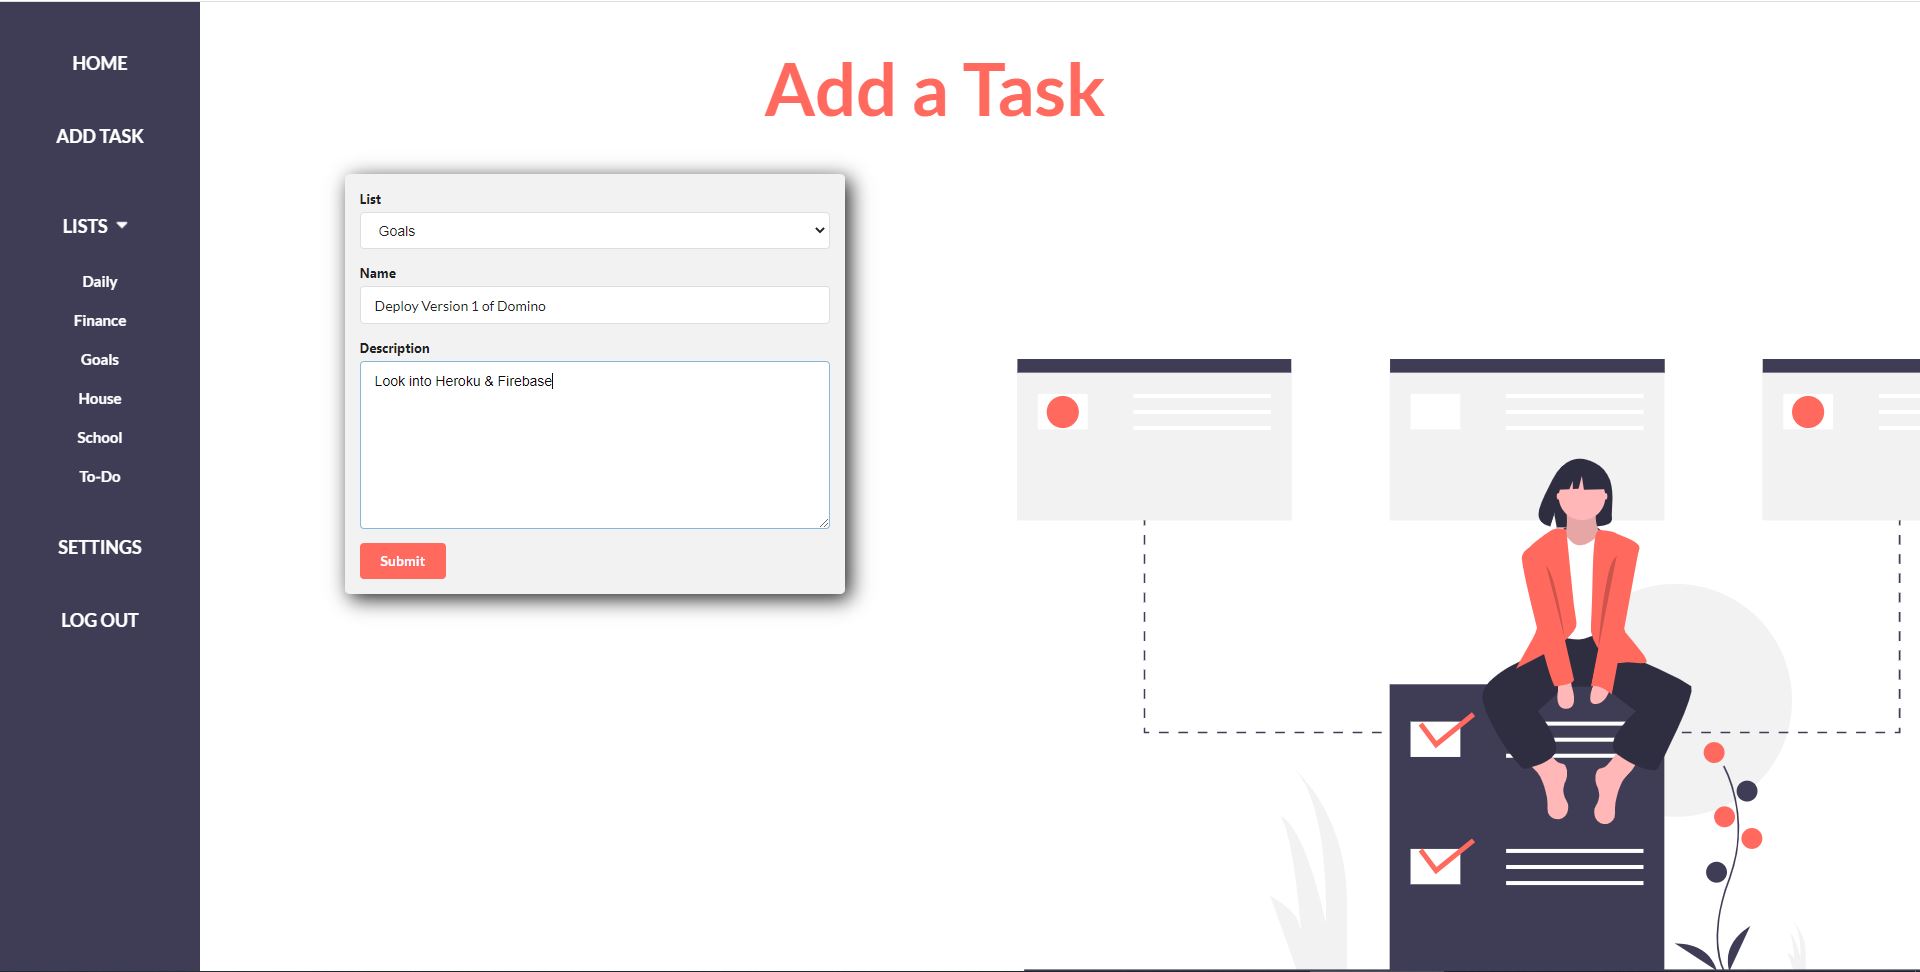 HOME
ADD TASK
LISTS
Daily
Finance
Goals
House
School
To-Do
SETTINGS
LOG OUT
Add a Task
List
Goals
Name
Deploy Version 1 of Domino
Description
Look into Heroku & Firebase
Submit